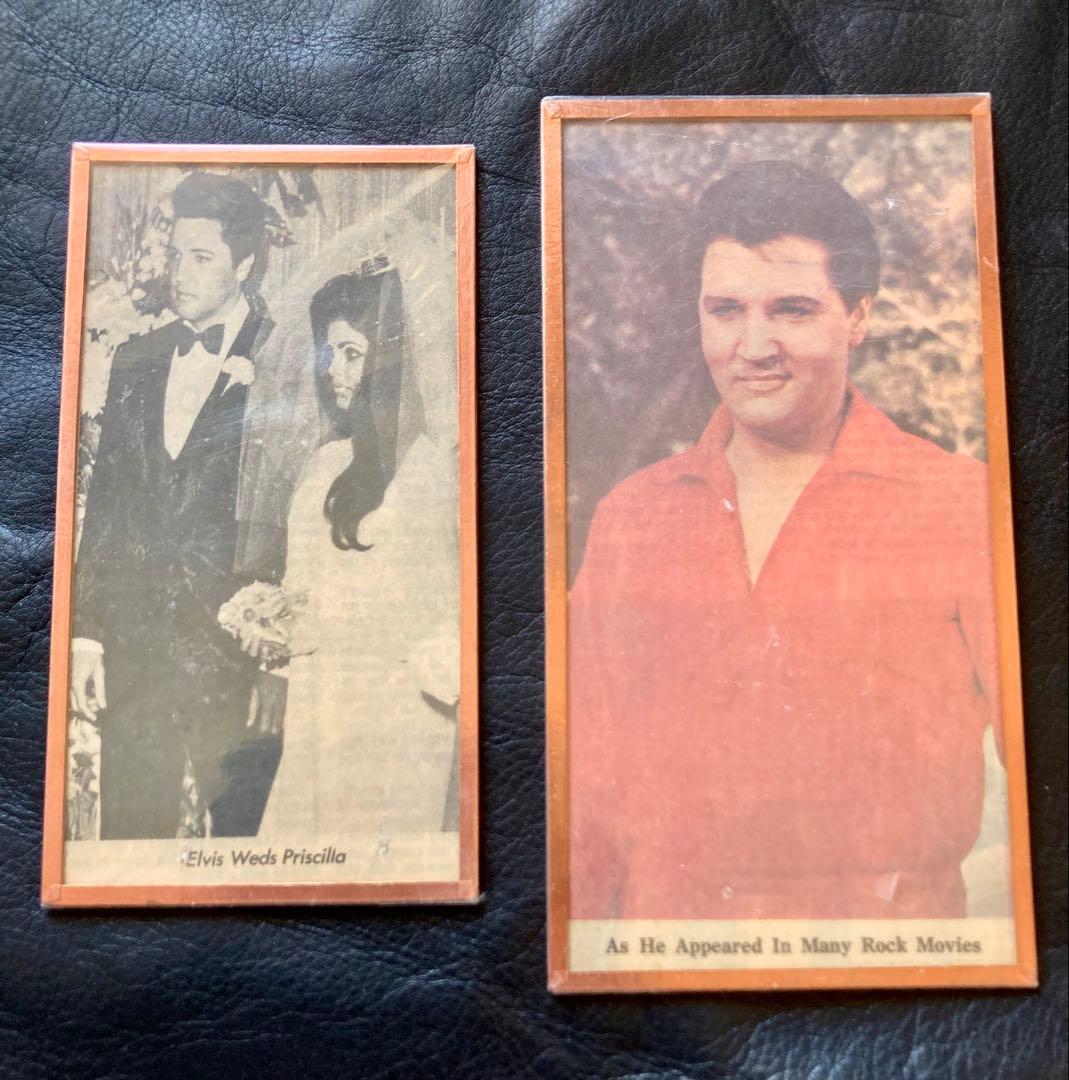 Elvis Weds Priscilla
As He Appeared In Many Rock Movies